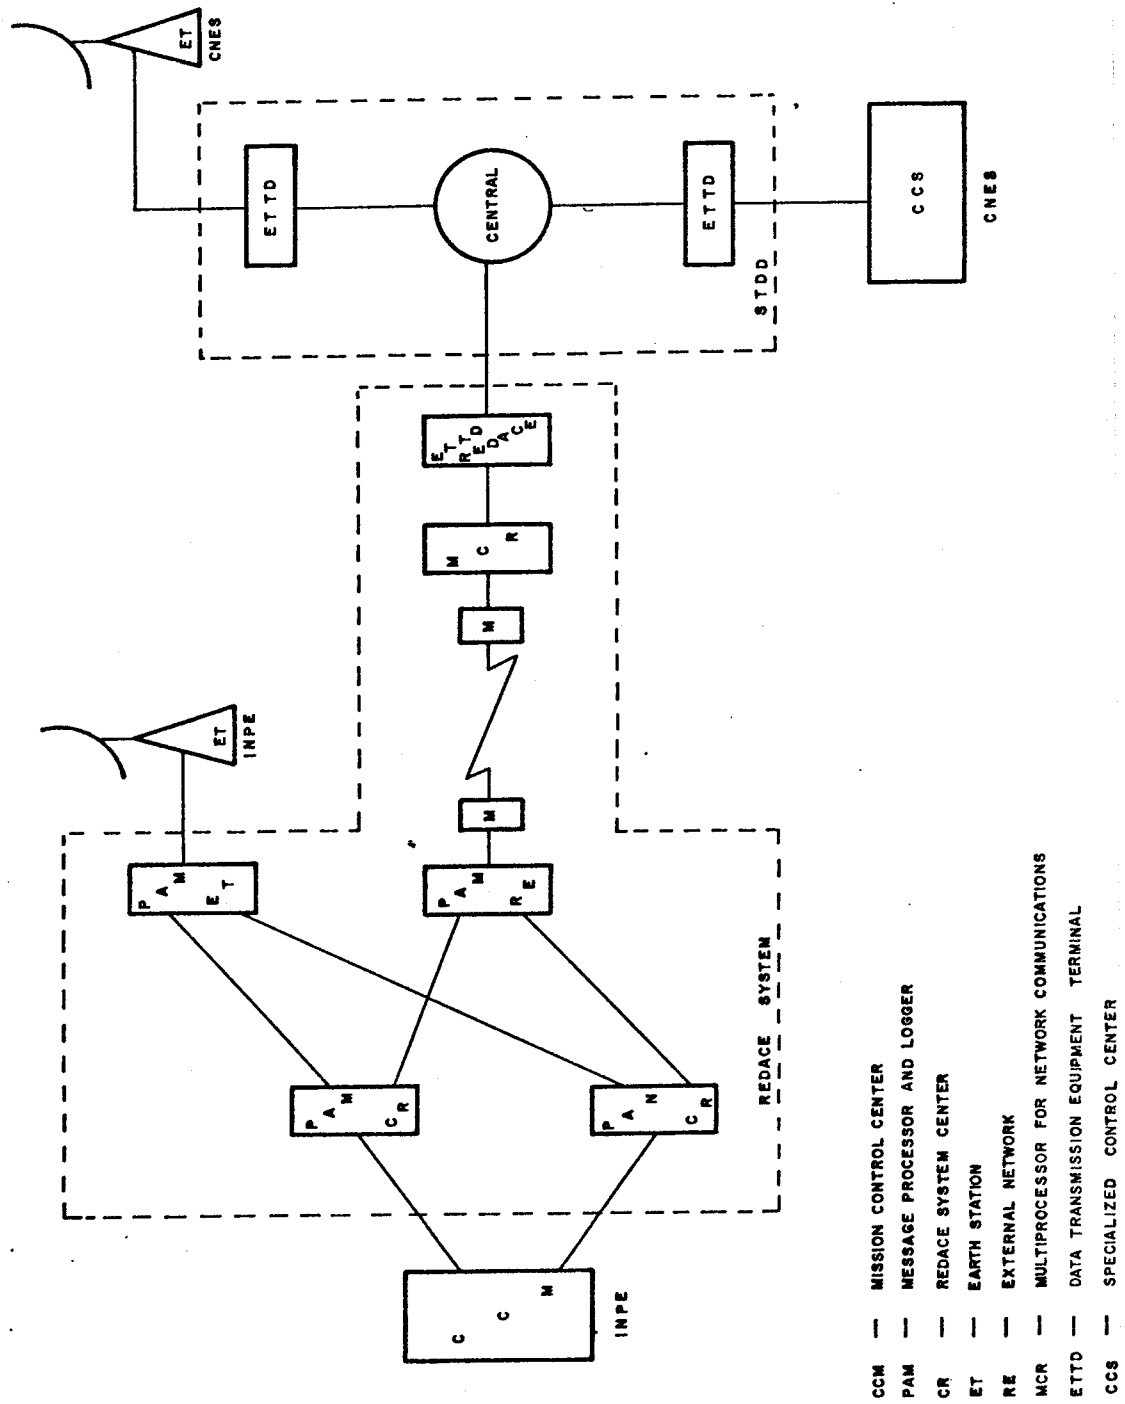 PAM
ET
ET
CNES
ET
INPE
ETTD
PAM
CR
CCM
INPE
PAM
RE
M
M
MCR
ETTD
REDACE
CENTRAL
PAN
CR
ETTD
REDACE SYSTEM
STDD
CCS
CNES
CCM — MISSION CONTROL CENTER
PAM — MESSAGE PROCESSOR AND LOGGER
CR — REDACE SYSTEM CENTER
ET — EARTH STATION
RE — EXTERNAL NETWORK
MCR — MULTIPROCESSOR FOR NETWORK COMMUNICATIONS
ETTD — DATA TRANSMISSION EQUIPMENT TERMINAL
CCS — SPECIALIZED CONTROL CENTER